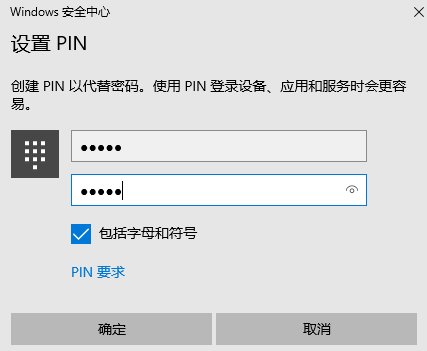 Windows 安全中心
设置 PIN
创建 PIN 以代替密码。使用 PIN 登录设备、应用和服务时会更容
易。
●●●●●
●●●●●
包括字母和符号
PIN 要求
确定
取消